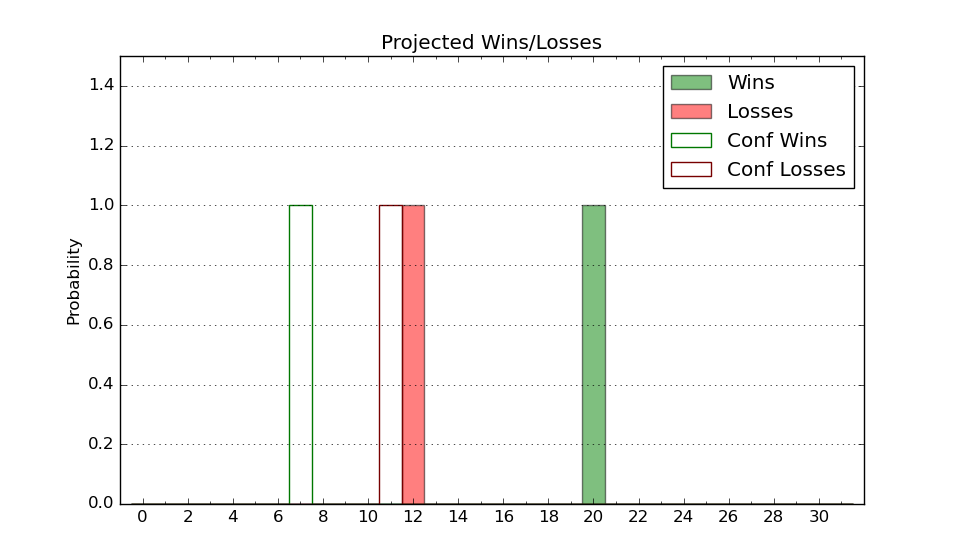 Projected Wins/Losses
Wins
Losses
Conf Wins
Conf Losses
Probability
1.4
1.2
1.0
0.8
0.6
0.4
0.2
0.0
0 2 4 6 8 10 12 14 16 18 20 22 24 26 28 30